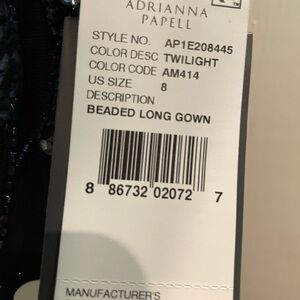 ADRIANNA
PAPELL
STYLE NO. AP1E208445
COLOR DESC TWILIGHT
COLOR CODE AM414
US SIZE 8
DESCRIPTION
BEADED LONG GOWN
8 86732 02072 7
MANUFACTURER'S